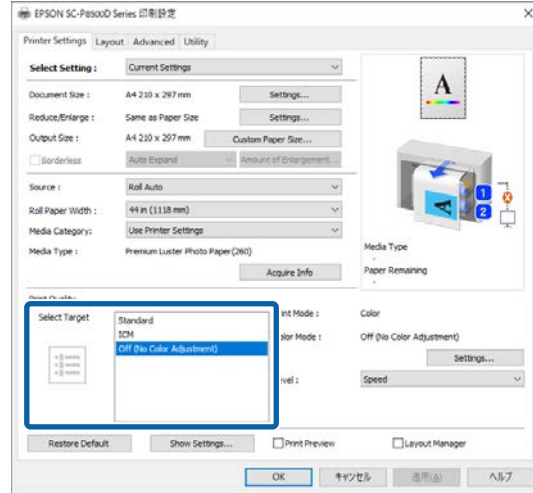 EPSON SC-P8500D Series 印刷設定
Printer Settings Layout Advanced Utility
Select Setting : Current Settings
Document Size : A4 210 x 297 mm Settings...
Reduce/Enlarge : Same as Paper Size Settings...
Output Size : A4 210 x 297 mm Custom Paper Size...
Borderless Auto Expand Amount of Enlargement...
Source : Roll Auto
Roll Paper Width : 44 in (1118 mm)
Media Category: Use Printer Settings
Media Type : Premium Luster Photo Paper(260)
Acquire Info
A
A
1
2
Media Type
-
Paper Remaining
-
Print Quality
Select Target
Standard
ICM
Off (No Color Adjustment)
int Mode : Color
olor Mode : Off (No Color Adjustment)
Settings...
evel : Speed
Restore Default Show Settings... Print Preview Layout Manager
OK キャンセル 適用(A) ヘルプ